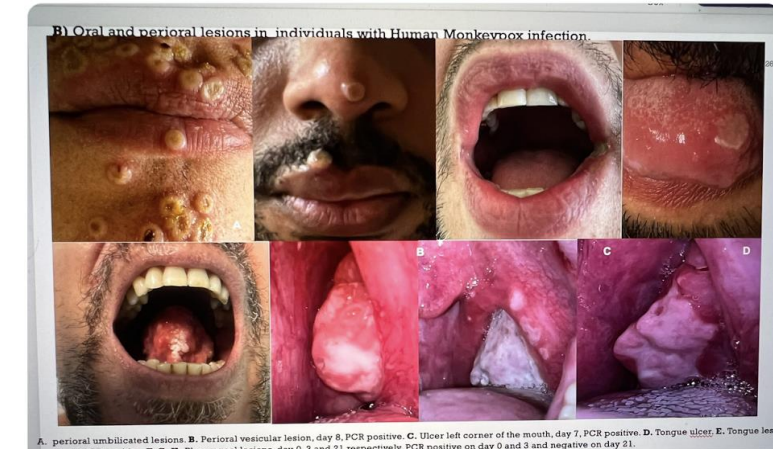 B) Oral and perioral lesions in individuals with Human Monkeypox infection.
A
B
C
D
A. perioral umbilicated lesions. B. Perioral vesicular lesion, day 8, PCR positive. C. Ulcer left corner of the mouth, day 7, PCR positive. D. Tongue ulcer. E. Tongue les
lesions, day 0, 3 and 21 respectively. PCR positive on day 0 and 3 and negative on day 21.